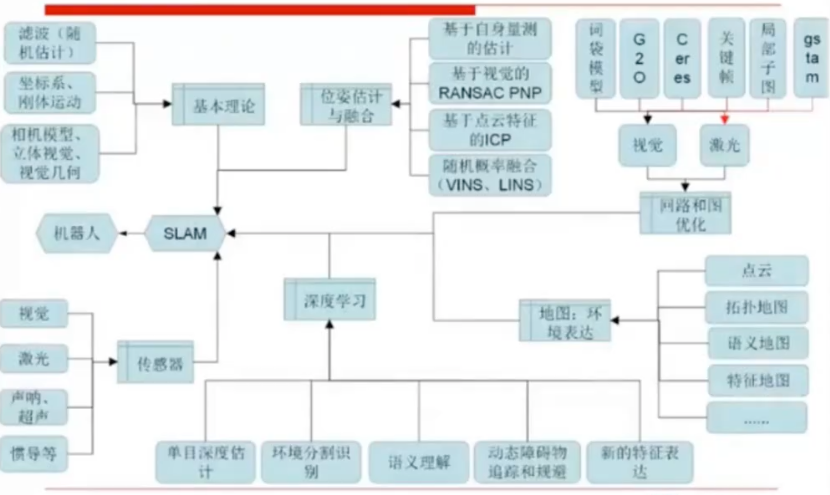 滤波（随
机估计）
坐标系、
刚体运动
相机模型、
立体视觉、
视觉几何
基本理论
位姿估计
与融合
基于自身量测
的估计
基于视觉的
RANSAC PNP
基于点云特征
的ICP
随机概率融合
（VINS、LINS）
词
袋
模
型
G
2
O
C
er
es
关
键
帧
局
部
子
图
gs
ta
m
视觉
激光
回路和图
优化
机器人
SLAM
深度学习
地图：环
境表达
点云
拓扑地图
语义地图
特征地图
......
视觉
激光
声呐、
超声
惯导等
传感器
单目深度估
计
环境分割识
别
语义理解
动态障碍物
追踪和规避
新的特征表
达